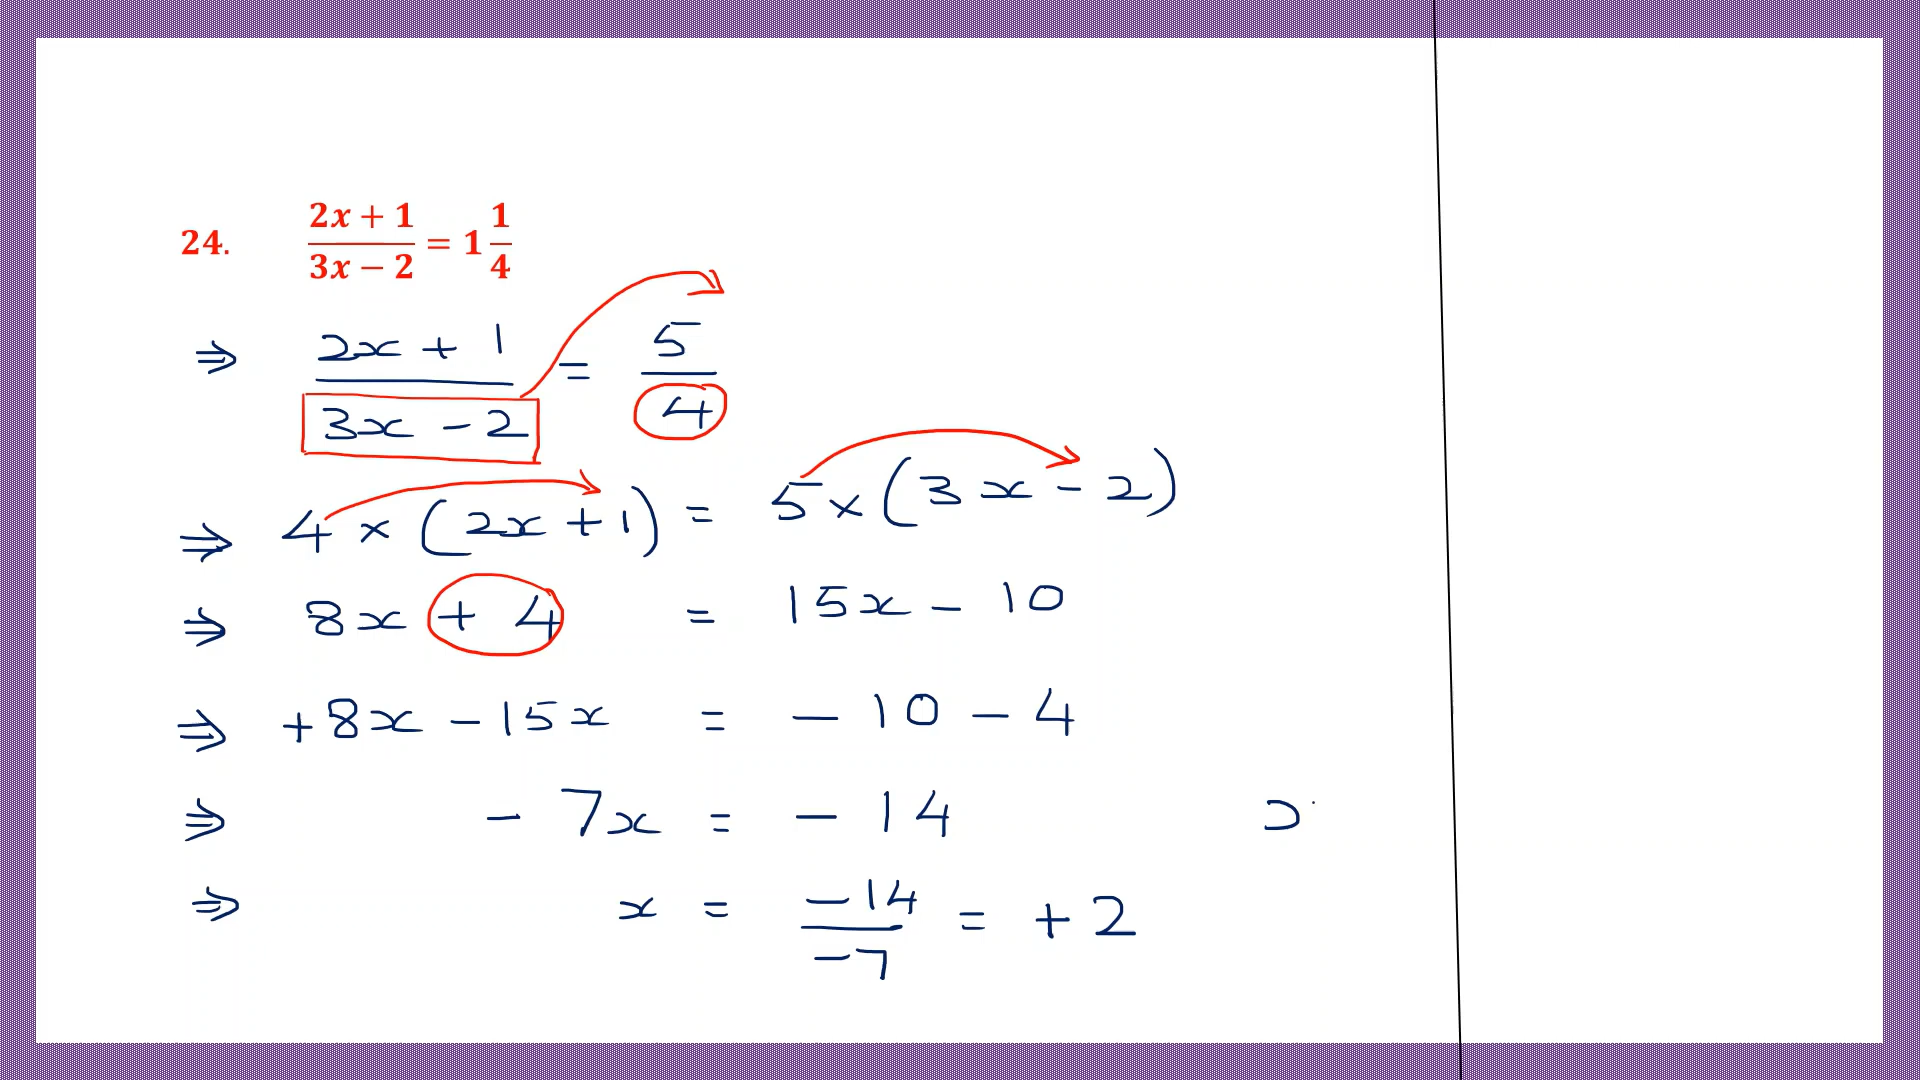 24. (2x + 1)/(3x − 2) = 1 1/4
⇒ (2x + 1)/(3x − 2) = 5/4
⇒ 4 × (2x + 1) = 5 × (3x − 2)
⇒ 8x + 4 = 15x − 10
⇒ +8x − 15x = − 10 − 4
⇒ − 7x = − 14
⇒ x = −14/−7 = + 2